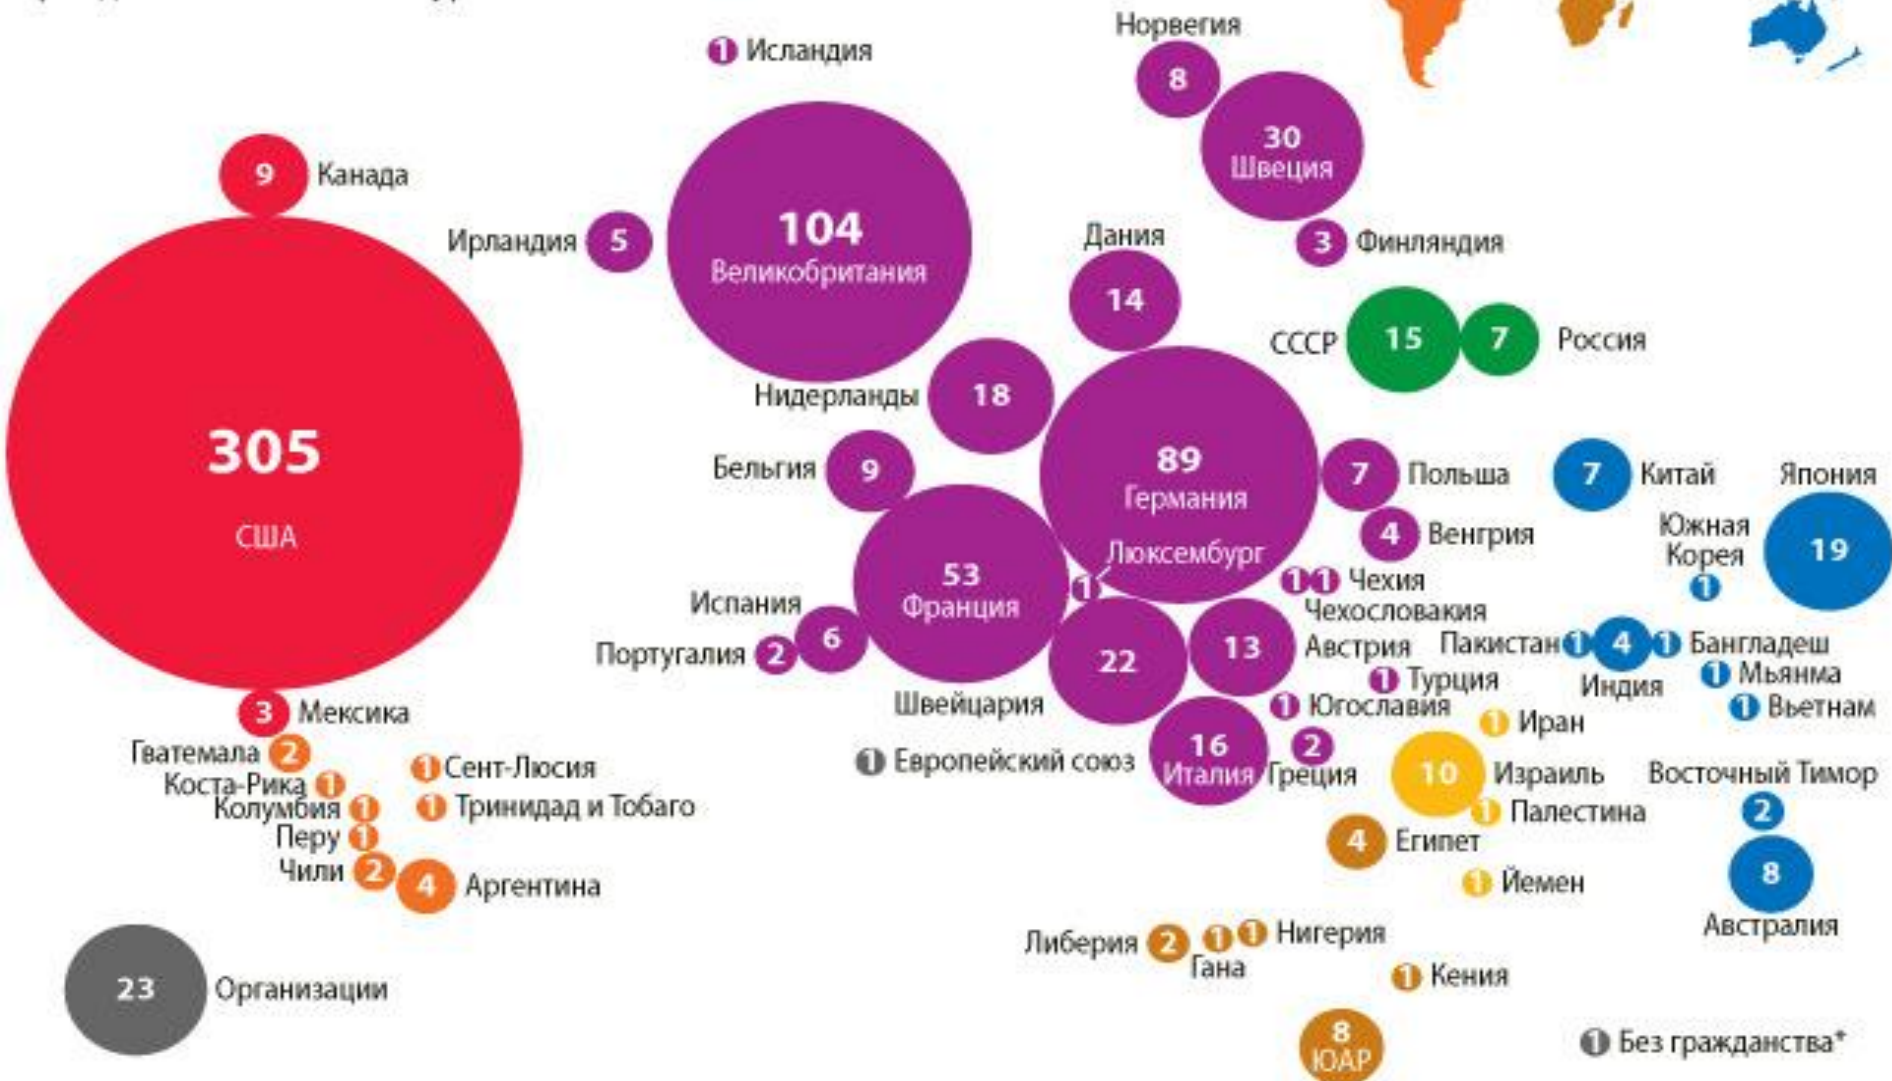 Норвегия
1 Исландия
8
30
Швеция
9 Канада
Ирландия 5
104
Великобритания
Дания
3 Финляндия
14
СССР 15 7 Россия
Нидерланды 18
305
США
Бельгия 9
89
Германия
7 Польша
7 Китай
Япония
19
4 Венгрия
Южная
Корея
1
Люксембург
1
53
Франция
1 1 Чехия
Чехословакия
Испания
6
Португалия 2
22
Швейцария
13 Австрия
Пакистан 1 4 1 Бангладеш
Индия
1 Турция
1 Мьянма
1 Югославия
1 Вьетнам
3 Мексика
1 Иран
Гватемала 2
1 Сент-Люсия
1 Европейский союз
16
Италия
2
Греция
10 Израиль
Восточный Тимор
2
Коста-Рика 1
Колумбия 1
1 Тринидад и Тобаго
1 Палестина
Перу 1
4 Египет
Чили 2
4 Аргентина
1 Йемен
8
Австралия
Либерия 2
1
Гана
1 Нигерия
1 Кения
23 Организации
8
ЮАР
1 Без гражданства*